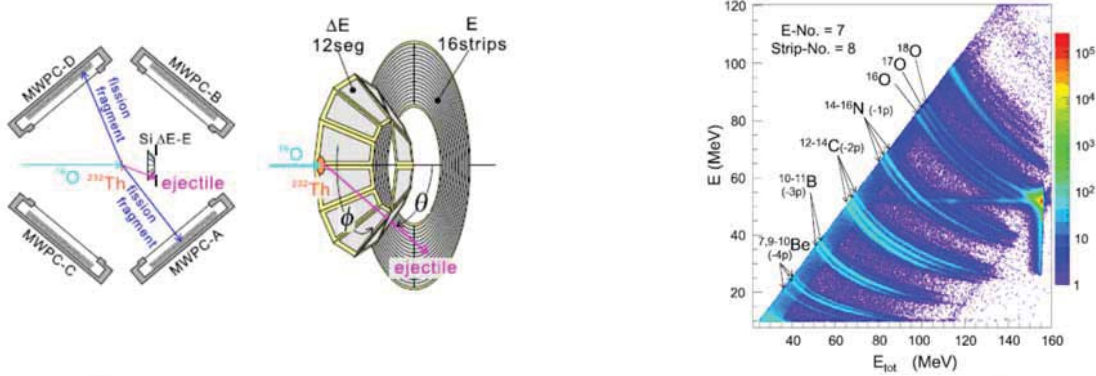 MWPC-D
MWPC-B
fission
fragment
Si ΔE-E
¹⁸O
²³²Th
ejectile
fission
fragment
MWPC-C
MWPC-A
ΔE
12seg
E
16strips
¹⁸O
²³²Th
ϕ
θ
ejectile
E-No. = 7
Strip-No. = 8
¹⁸O
¹⁷O
¹⁶O
¹⁴⁻¹⁶N (-1p)
¹²⁻¹⁴C(-2p)
¹⁰⁻¹¹B
(-3p)
⁷,⁹⁻¹⁰Be
(-4p)
E (MeV)
120
100
80
60
40
20
40 60 80 100 120 140 160
E_tot (MeV)
10⁵
10⁴
10³
10²
10
1